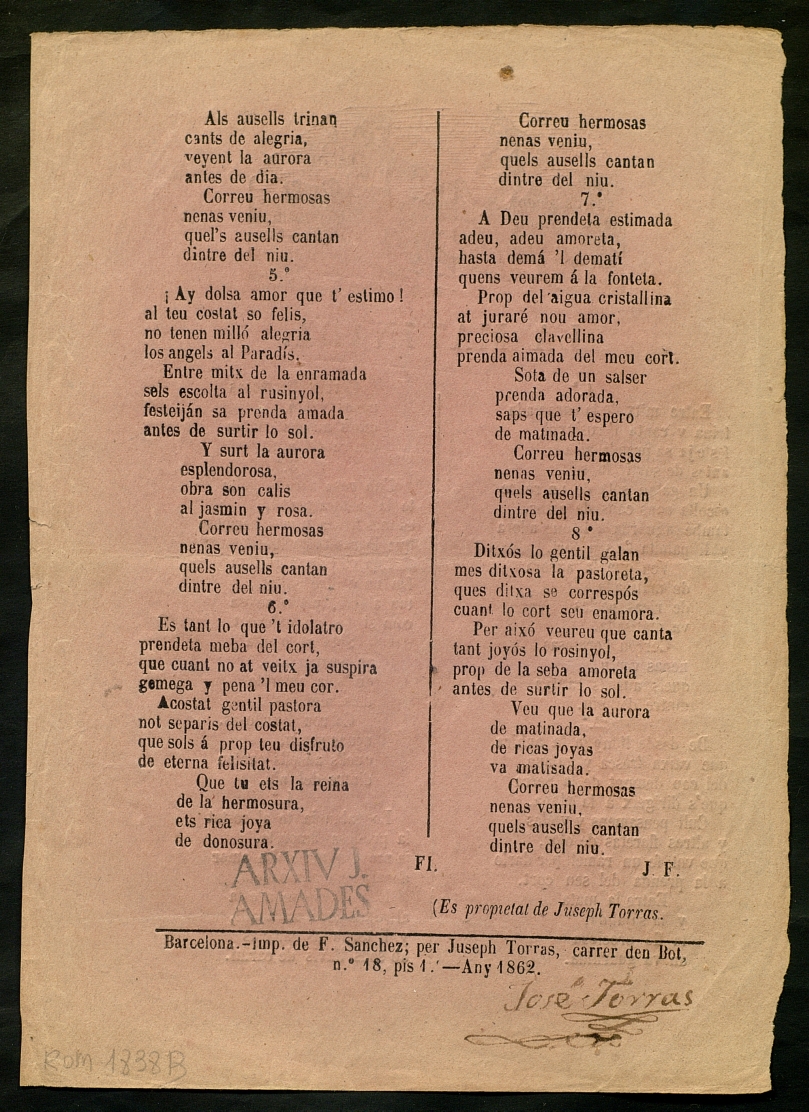 Als ausells trinan
cants de alegria,
veyent la aurora
antes de dia.
Correu hermosas
nenas veniu,
quel's ausells cantan
dintre del niu.
5.º
¡Ay dolsa amor que t' estimo!
al teu costat so felis,
no tenen milló alegria
los angels al Paradís.
Entre mitx de la enramada
sels escolta al rusinyol,
festeiján sa prenda amada
antes de surtir lo sol.
Y surt la aurora
esplendorosa,
obra son calis
al jasmin y rosa.
Correu hermosas
nenas veniu,
quels ausells cantan
dintre del niu.
6.º
Es tant lo que 't idolatro
prendeta meba del cort,
que cuant no at veitx ja suspira
gemega y pena 'l meu cor.
Acostat gentil pastora
not separis del costat,
que sols á prop teu disfruto
de eterna felisitat.
Que tu ets la reina
de la hermosura,
ets rica joya
de donosura.
Correu hermosas
nenas veniu,
quels ausells cantan
dintre del niu.
7.º
A Deu prendeta estimada
adeu, adeu amoreta,
hasta demá 'l dematí
quens veurem á la fonteta.
Prop del aigua cristallina
at juraré nou amor,
preciosa clavellina
prenda aimada del meu cort.
Sota de un salser
prenda adorada,
saps que t' espero
de matinada.
Correu hermosas
nenas veniu,
quels ausells cantan
dintre del niu.
8.º
Ditxós lo gentil galan
mes ditxosa la pastoreta,
ques ditxa se correspós
cuant lo cort seu enamora.
Per aixó veureu que canta
tant joyós lo rosinyol,
prop de la seba amoreta
antes de surtir lo sol.
Veu que la aurora
de matinada,
de ricas joyas
va matisada.
Correu hermosas
nenas veniu,
quels ausells cantan
dintre del niu.
FI.
J. F.
ARXIV J.
AMADES
(Es propietat de Juseph Torras.
Barcelona.-Imp. de F. Sanchez; per Juseph Torras, carrer den Bot,
n.º 18, pis 1.º—Any 1862.
José Torras
Rom 1838B